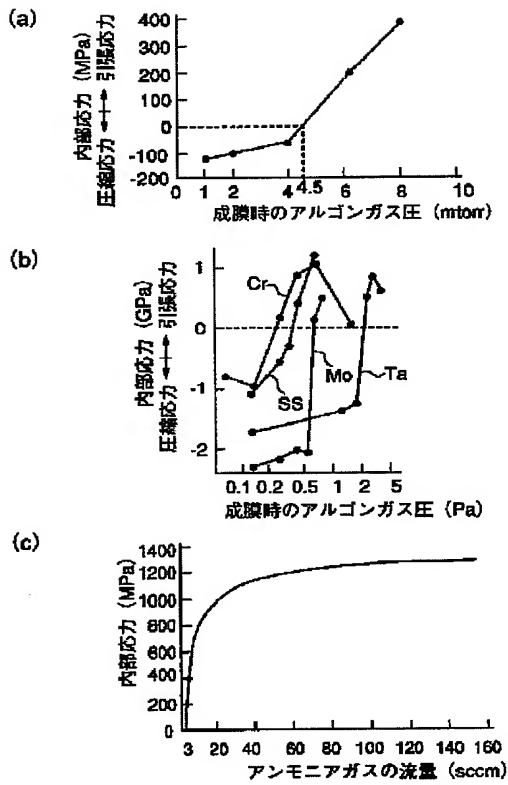 (a)
内部応力 (MPa)
圧縮応力 ←→ 引張応力
400
300
200
100
0
-100
-200
0 1 2 4 4.5 6 8 10
成膜時のアルゴンガス圧 (mtorr)
(b)
内部応力 (GPa)
圧縮応力 ←→ 引張応力
1
0
-1
-2
Cr
SS
Mo
Ta
0.1 0.2 0.5 1 2 5
成膜時のアルゴンガス圧 (Pa)
(c)
内部応力 (MPa)
1400
1200
1000
800
600
400
200
0
3 20 40 60 80 100 120 140 160
アンモニアガスの流量 (sccm)